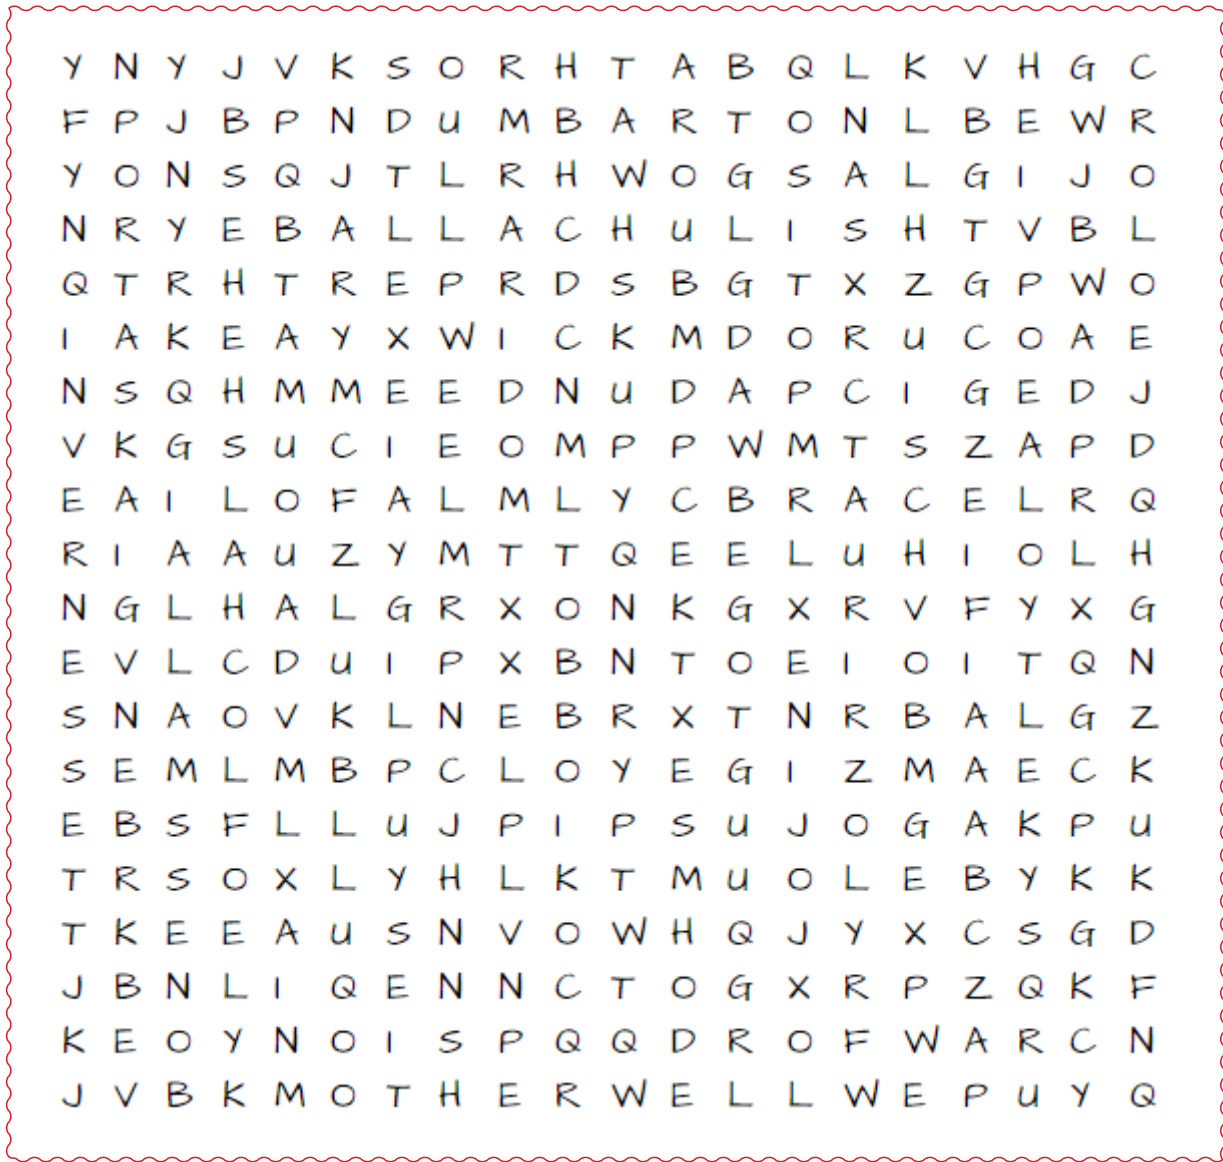 Y N Y J V K S O R H T A B Q L K V H G C
F P J B P N D U M B A R T O N L B E W R
Y O N S Q J T L R H W O G S A L G I J O
N R Y E B A L L A C H U L I S H T V B L
Q T R H T R E P R D S B G T X Z G P W O
I A K E A Y X W I C K M D O R U C O A E
N S Q H M M E E D N U D A P C I G E D J
V K G S U C I E O M P P W M T S Z A P D
E A I L O F A L M L Y C B R A C E L R Q
R I A A U Z Y M T T Q E E L U H I O L H
N G L H A L G R X O N K G X R V F Y X G
E V L C D U I P X B N T O E I O I T Q N
S N A O V K L N E B R X T N R B A L G Z
S E M L M B P C L O Y E G I Z M A E C K
E B S F L L U J P I P S U J O G A K P U
T R S O X L Y H L K T M U O L E B Y K K
T K E E A U S N V O W H Q J Y X C S G D
J B N L I Q E N N C T O G X R P Z Q K F
K E O Y N O I S P Q Q D R O F W A R C N
J V B K M O T H E R W E L L W E P U Y Q